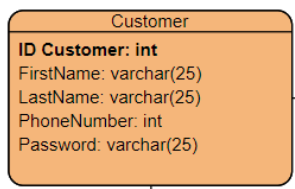 Customer
ID Customer: int
FirstName: varchar(25)
LastName: varchar(25)
PhoneNumber: int
Password: varchar(25)